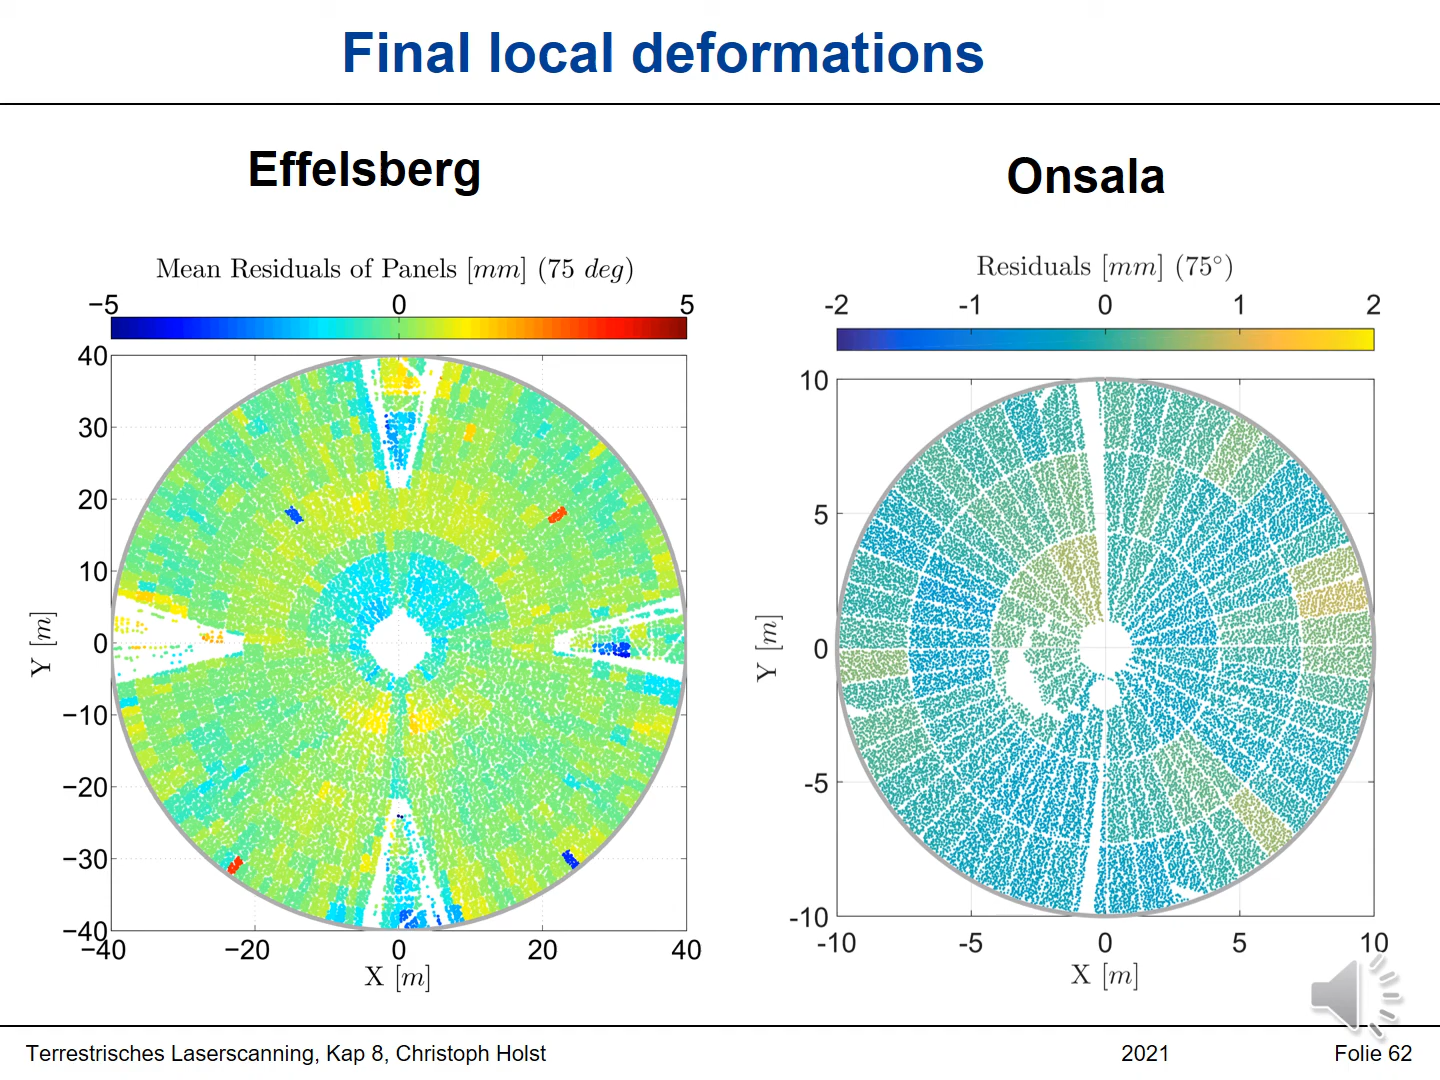 Final local deformations
Effelsberg
Onsala
Mean Residuals of Panels [mm] (75 deg)
−5 0 5
40
30
20
10
0
−10
−20
−30
−40
Y [m]
−40 −20 0 20 40
X [m]
Residuals [mm] (75°)
-2 -1 0 1 2
10
5
0
-5
-10
Y [m]
-10 -5 0 5 10
X [m]
Terrestrisches Laserscanning, Kap 8, Christoph Holst
2021
Folie 62